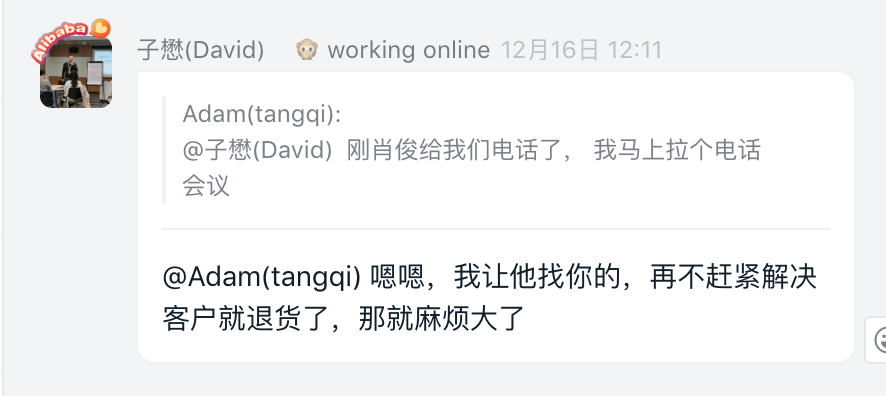 Alibaba
子懋(David) working online 12月16日 12:11
Adam(tangqi):
@子懋(David) 刚肖俊给我们电话了， 我马上拉个电话
会议
@Adam(tangqi) 嗯嗯，我让他找你的，再不赶紧解决
客户就退货了，那就麻烦大了